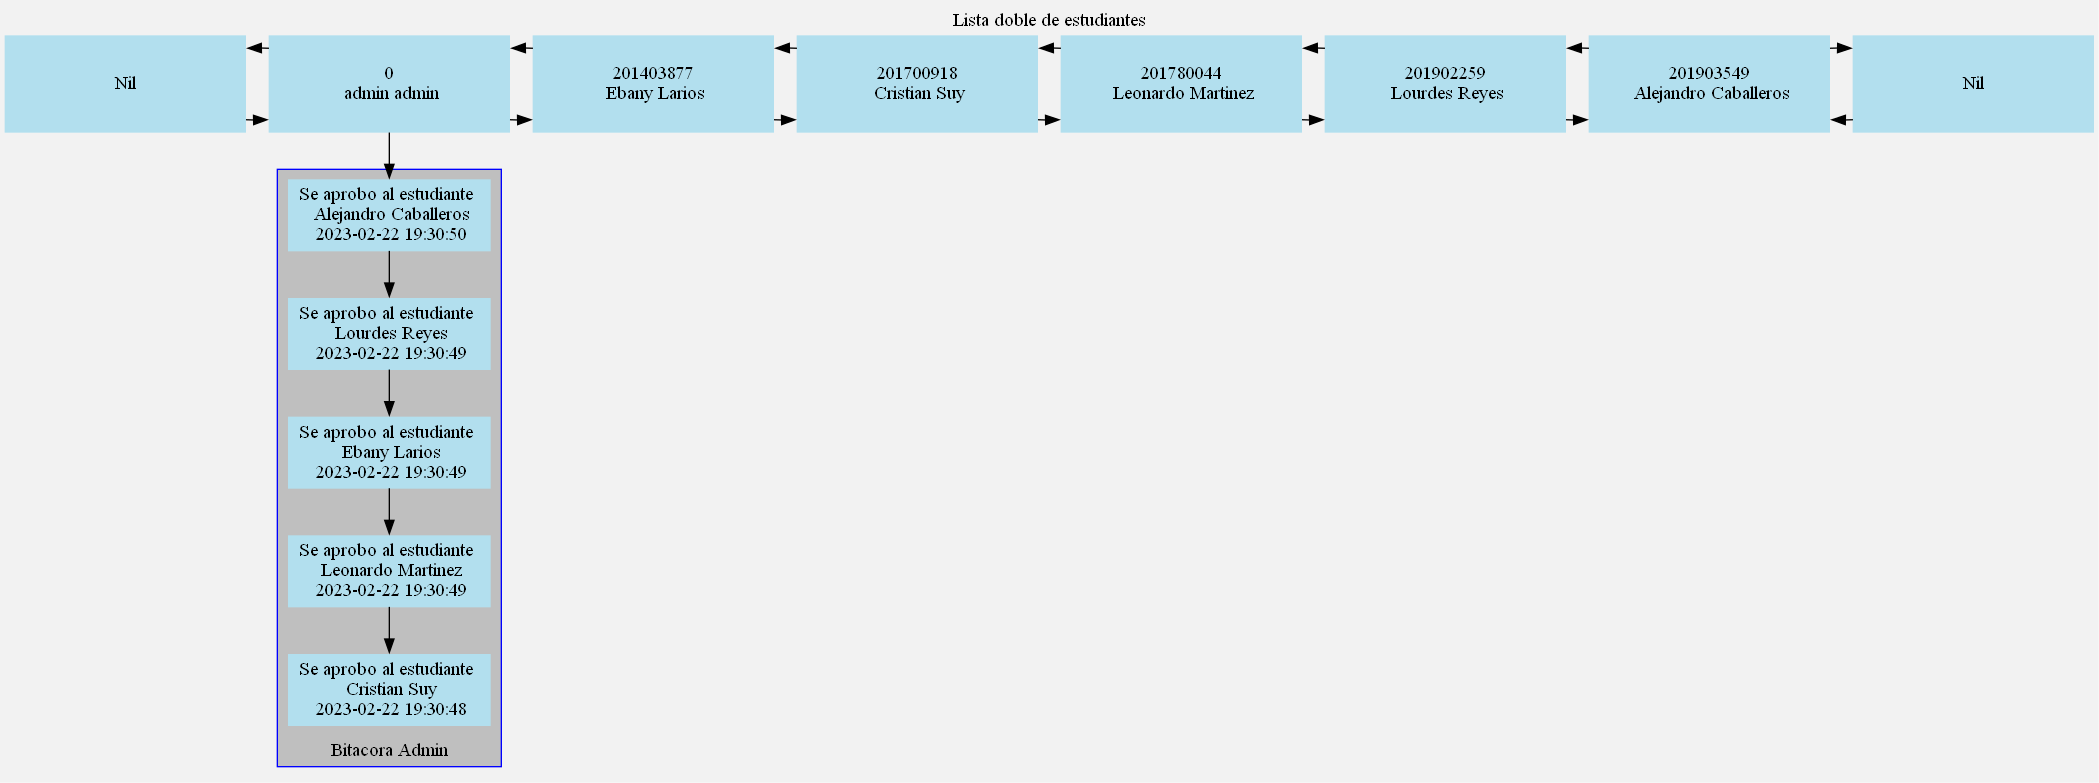 Lista doble de estudiantes
Nil
0
admin admin
201403877
Ebany Larios
201700918
Cristian Suy
201780044
Leonardo Martinez
201902259
Lourdes Reyes
201903549
Alejandro Caballeros
Nil
Se aprobo al estudiante
Alejandro Caballeros
2023-02-22 19:30:50
Se aprobo al estudiante
Lourdes Reyes
2023-02-22 19:30:49
Se aprobo al estudiante
Ebany Larios
2023-02-22 19:30:49
Se aprobo al estudiante
Leonardo Martinez
2023-02-22 19:30:49
Se aprobo al estudiante
Cristian Suy
2023-02-22 19:30:48
Bitacora Admin